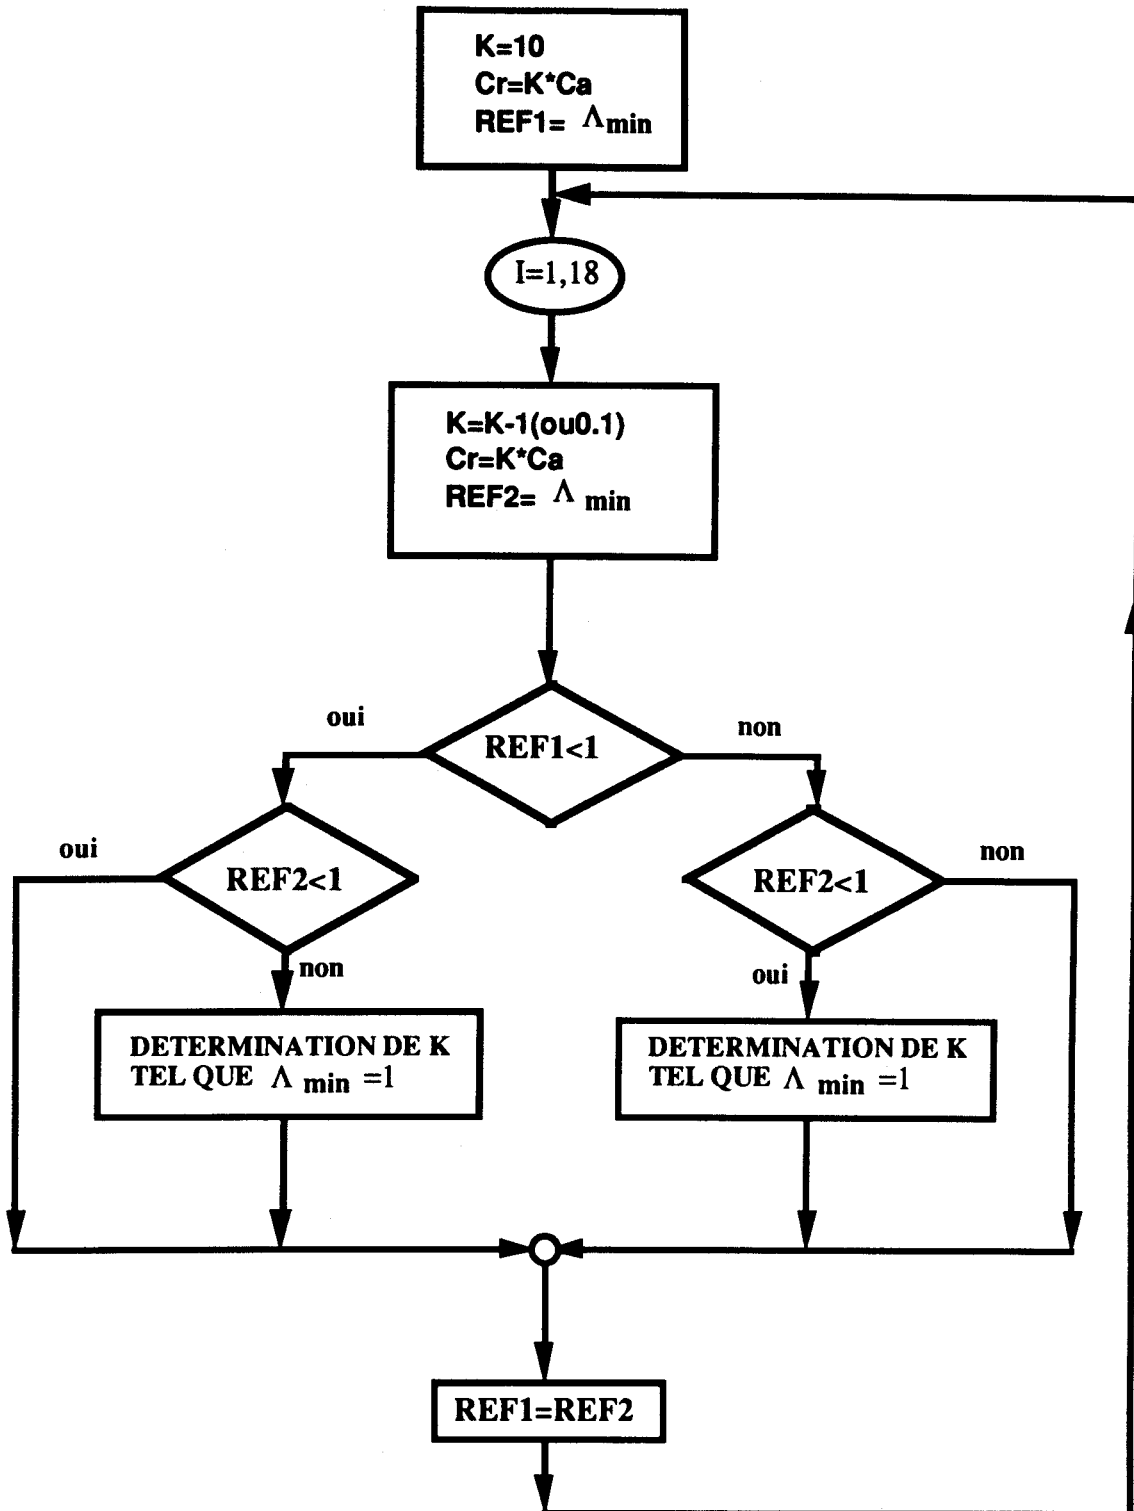 K=10
Cr=K*Ca
REF1= Λmin
I=1,18
K=K-1(ou0.1)
Cr=K*Ca
REF2= Λ min
REF1<1
oui
non
REF2<1
oui
non
REF2<1
non
oui
DETERMINATION DE K
TEL QUE Λ min =1
DETERMINATION DE K
TEL QUE Λ min =1
REF1=REF2